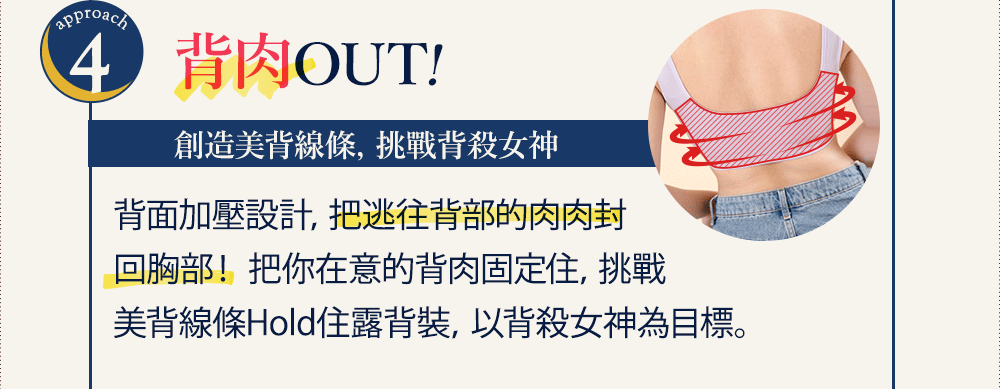 approach
4
背肉OUT!
創造美背線條, 挑戰背殺女神
背面加壓設計, 把逃往背部的肉肉封
回胸部! 把你在意的背肉固定住, 挑戰
美背線條Hold住露背裝, 以背殺女神為目標。